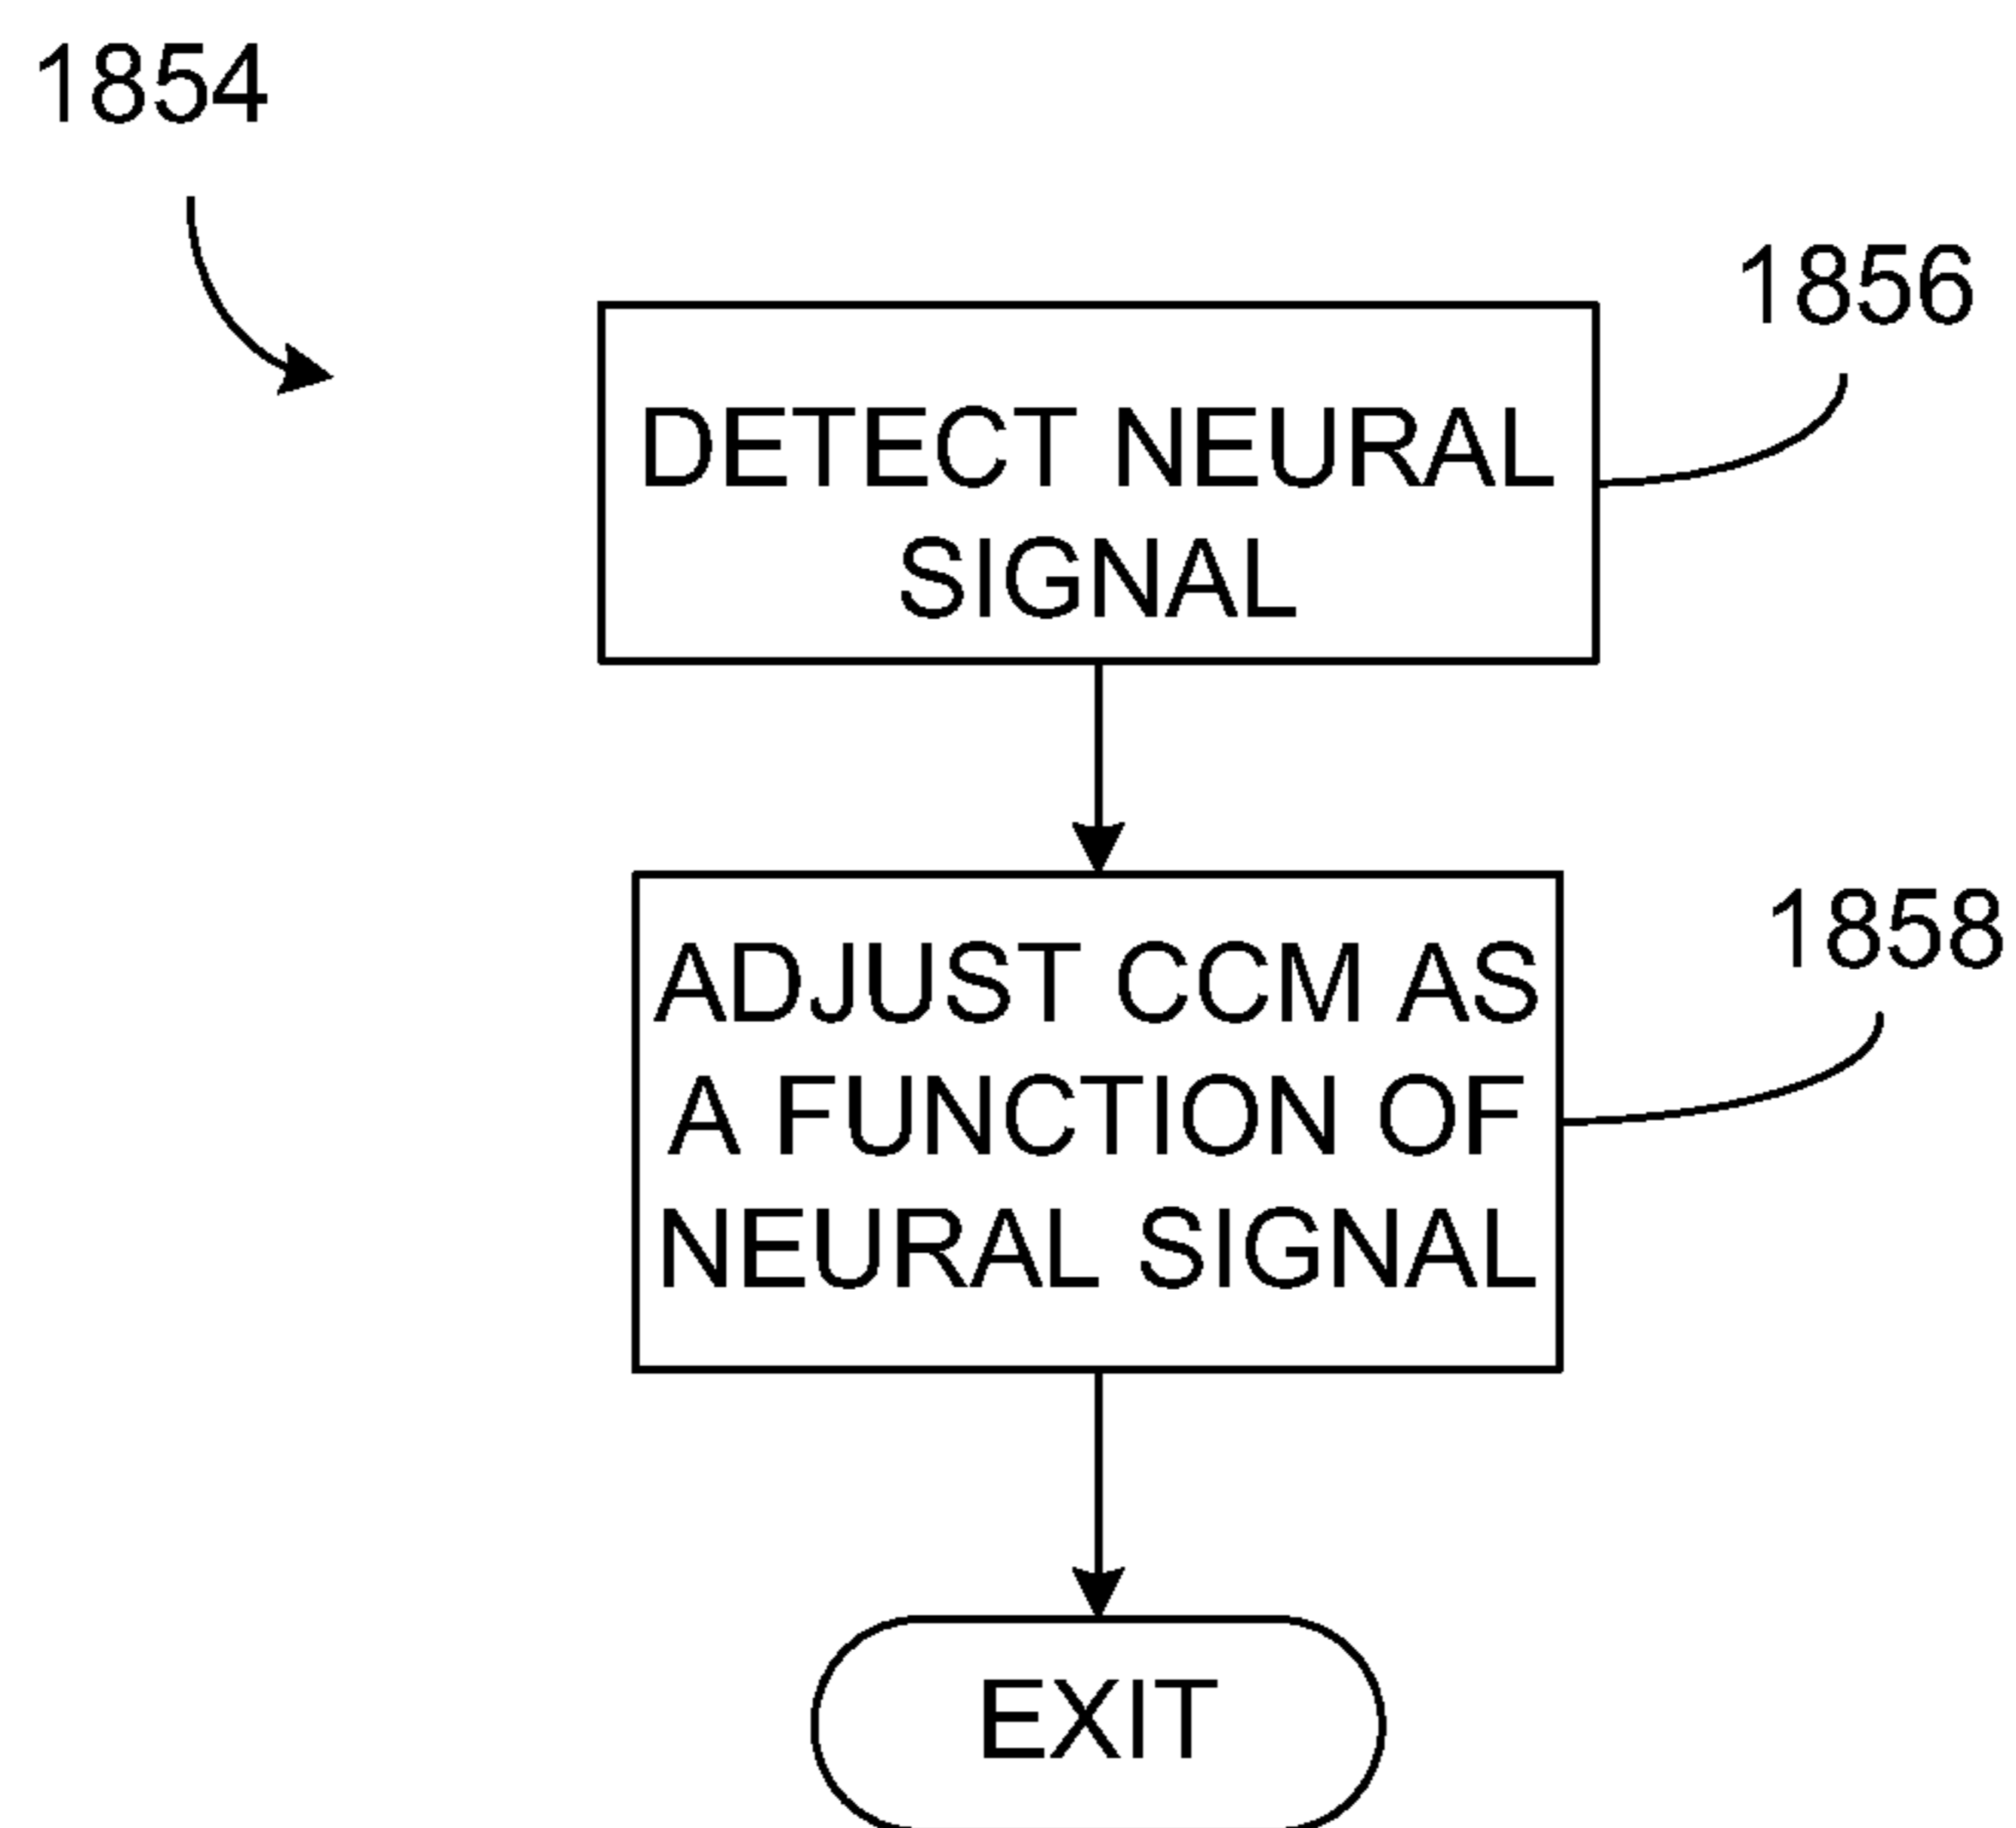 1854
1856
DETECT NEURAL
SIGNAL
1858
ADJUST CCM AS
A FUNCTION OF
NEURAL SIGNAL
EXIT